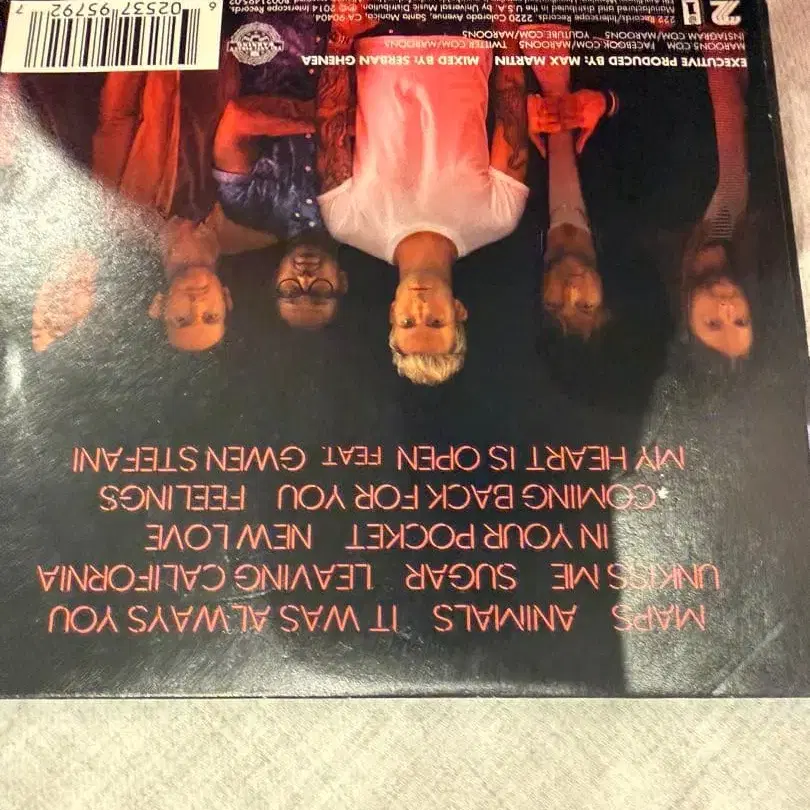 MAPS ANIMALS IT WAS ALWAYS YOU
UNKISS ME SUGAR LEAVING CALIFORNIA
IN YOUR POCKET NEW LOVE
*COMING BACK FOR YOU FEELINGS
MY HEART IS OPEN FEAT. GWEN STEFANI
EXECUTIVE PRODUCED BY: MAX MARTIN MIXED BY: SERBAN GHENEA
MAROON5.COM FACEBOOK.COM/MAROON5 TWITTER.COM/MAROON5
INSTAGRAM.COM/MAROON5 YOUTUBE.COM/MAROON5
222 Records/Interscope Records, 2220 Colorado Avenue, Santa Monica, CA 90404 ℗© 2014 Interscope Records.
Manufactured and distributed in the U.S.A. by Universal Music Distribution.
6 02537 95792 7